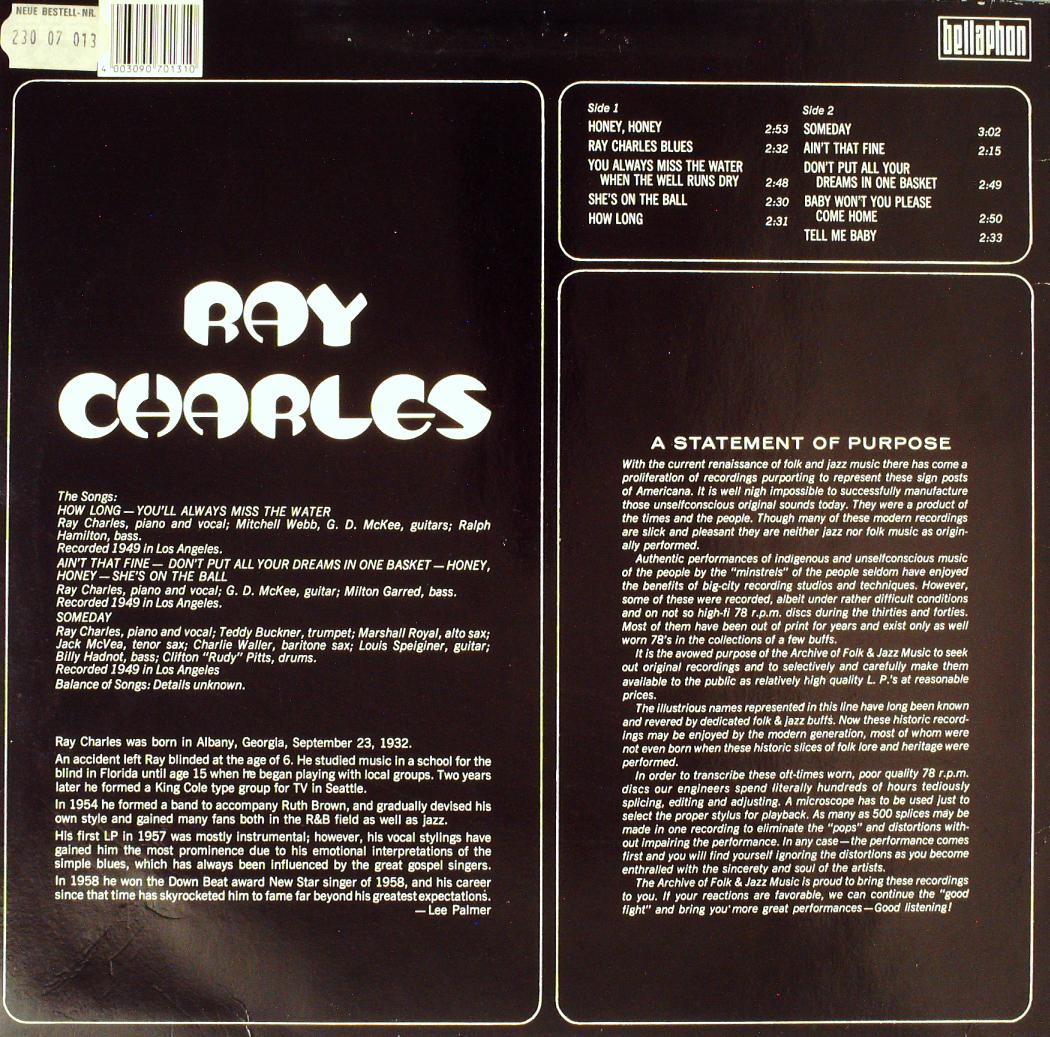 NEUE BESTELL-NR.
230 07 013
4 003090 701310
bellaphon
Side 1
HONEY, HONEY 2:53
RAY CHARLES BLUES 2:32
YOU ALWAYS MISS THE WATER
WHEN THE WELL RUNS DRY 2:48
SHE'S ON THE BALL 2:30
HOW LONG 2:31
Side 2
SOMEDAY 3:02
AIN'T THAT FINE 2:15
DON'T PUT ALL YOUR
DREAMS IN ONE BASKET 2:49
BABY WON'T YOU PLEASE
COME HOME 2:50
TELL ME BABY 2:33
RAY
CHARLES
The Songs:
HOW LONG — YOU'LL ALWAYS MISS THE WATER
Ray Charles, piano and vocal; Mitchell Webb, G. D. McKee, guitars; Ralph
Hamilton, bass.
Recorded 1949 in Los Angeles.
AIN'T THAT FINE — DON'T PUT ALL YOUR DREAMS IN ONE BASKET — HONEY,
HONEY — SHE'S ON THE BALL
Ray Charles, piano and vocal; G. D. McKee, guitar; Milton Garred, bass.
Recorded 1949 in Los Angeles.
SOMEDAY
Ray Charles, piano and vocal; Teddy Buckner, trumpet; Marshall Royal, alto sax;
Jack McVea, tenor sax; Charlie Waller, baritone sax; Louis Speiginer, guitar;
Billy Hadnot, bass; Clifton "Rudy" Pitts, drums.
Recorded 1949 in Los Angeles
Balance of Songs: Details unknown.
Ray Charles was born in Albany, Georgia, September 23, 1932.
An accident left Ray blinded at the age of 6. He studied music in a school for the
blind in Florida until age 15 when he began playing with local groups. Two years
later he formed a King Cole type group for TV in Seattle.
In 1954 he formed a band to accompany Ruth Brown, and gradually devised his
own style and gained many fans both in the R&B field as well as jazz.
His first LP in 1957 was mostly instrumental; however, his vocal stylings have
gained him the most prominence due to his emotional interpretations of the
simple blues, which has always been influenced by the great gospel singers.
In 1958 he won the Down Beat award New Star singer of 1958, and his career
since that time has skyrocketed him to fame far beyond his greatest expectations.
— Lee Palmer
A STATEMENT OF PURPOSE
With the current renaissance of folk and jazz music there has come a
proliferation of recordings purporting to represent these sign posts
of Americana. It is well nigh impossible to successfully manufacture
those unselfconscious original sounds today. They were a product of
the times and the people. Though many of these modern recordings
are slick and pleasant they are neither jazz nor folk music as origin-
ally performed.
Authentic performances of indigenous and unselfconscious music
of the people by the "minstrels" of the people seldom have enjoyed
the benefits of big-city recording studios and techniques. However,
some of these were recorded, albeit under rather difficult conditions
and on not so high-fi 78 r.p.m. discs during the thirties and forties.
Most of them have been out of print for years and exist only as well
worn 78's in the collections of a few buffs.
It is the avowed purpose of the Archive of Folk & Jazz Music to seek
out original recordings and to selectively and carefully make them
available to the public as relatively high quality L. P.'s at reasonable
prices.
The illustrious names represented in this line have long been known
and revered by dedicated folk & jazz buffs. Now these historic record-
ings may be enjoyed by the modern generation, most of whom were
not even born when these historic slices of folk lore and heritage were
performed.
In order to transcribe these oft-times worn, poor quality 78 r.p.m.
discs our engineers spend literally hundreds of hours tediously
splicing, editing and adjusting. A microscope has to be used just to
select the proper stylus for playback. As many as 500 splices may be
made in one recording to eliminate the "pops" and distortions with-
out impairing the performance. In any case—the performance comes
first and you will find yourself ignoring the distortions as you become
enthralled with the sincerety and soul of the artists.
The Archive of Folk & Jazz Music is proud to bring these recordings
to you. If your reactions are favorable, we can continue the "good
fight" and bring you more great performances—Good listening!